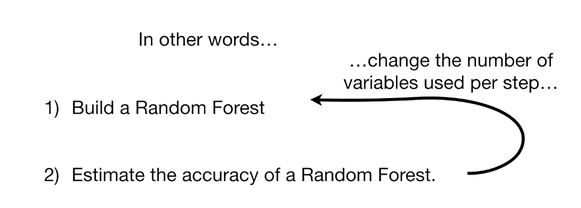 In other words…
…change the number of
variables used per step…
1) Build a Random Forest
2) Estimate the accuracy of a Random Forest.